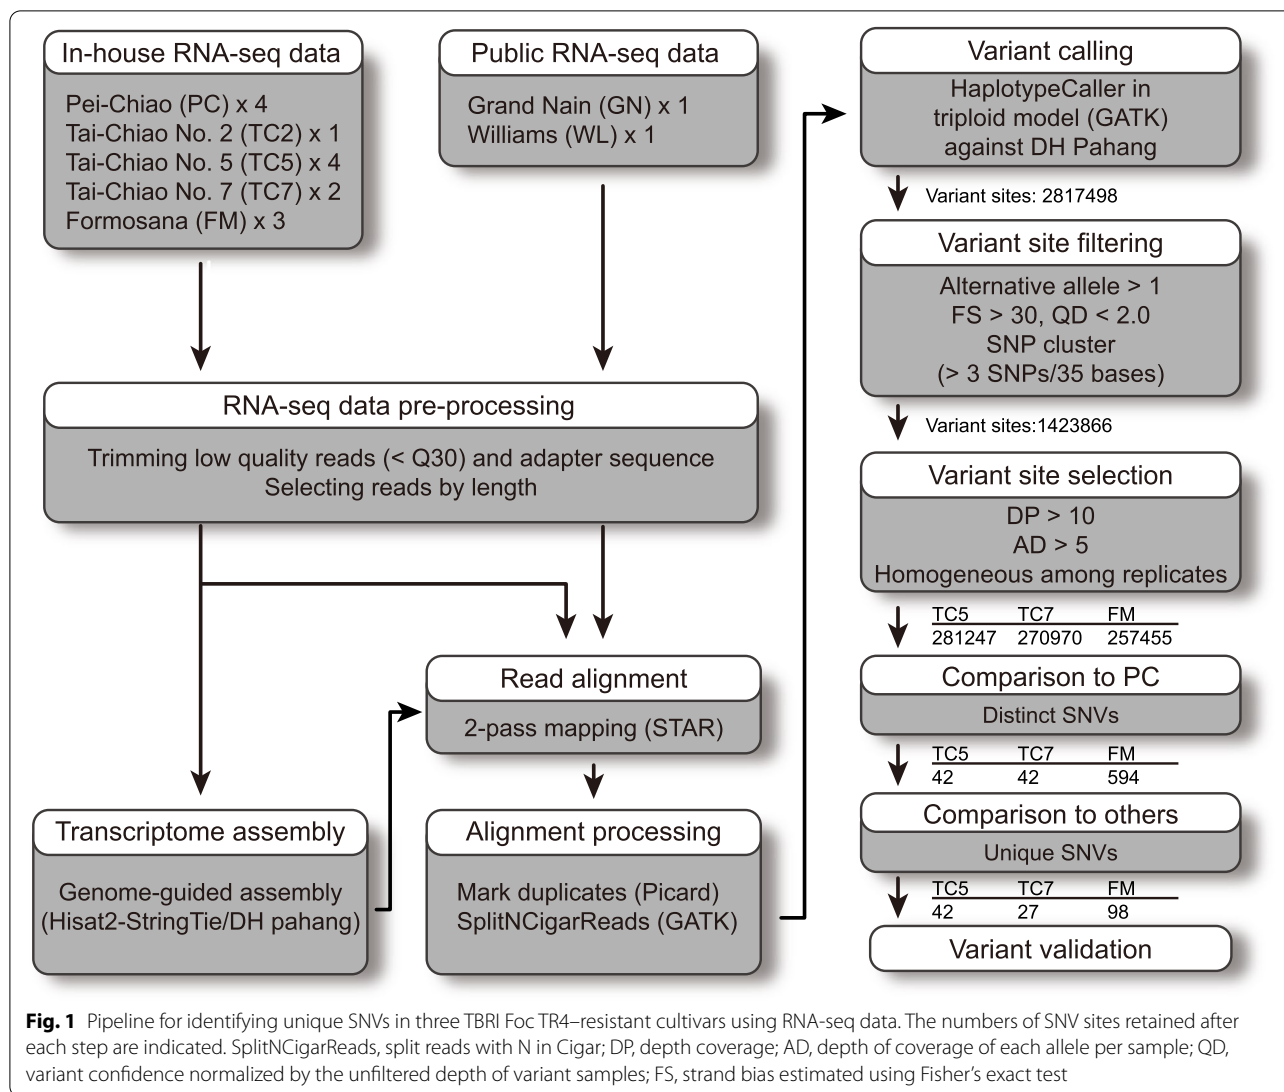 In-house RNA-seq data
Pei-Chiao (PC) x 4
Tai-Chiao No. 2 (TC2) x 1
Tai-Chiao No. 5 (TC5) x 4
Tai-Chiao No. 7 (TC7) x 2
Formosana (FM) x 3
Public RNA-seq data
Grand Nain (GN) x 1
Williams (WL) x 1
RNA-seq data pre-processing
Trimming low quality reads (< Q30) and adapter sequence
Selecting reads by length
Transcriptome assembly
Genome-guided assembly
(Hisat2-StringTie/DH pahang)
Read alignment
2-pass mapping (STAR)
Alignment processing
Mark duplicates (Picard)
SplitNCigarReads (GATK)
Variant calling
HaplotypeCaller in
triploid model (GATK)
against DH Pahang
Variant sites: 2817498
Variant site filtering
Alternative allele > 1
FS > 30, QD < 2.0
SNP cluster
(> 3 SNPs/35 bases)
Variant sites:1423866
Variant site selection
DP > 10
AD > 5
Homogeneous among replicates
TC5 TC7 FM
281247 270970 257455
Comparison to PC
Distinct SNVs
TC5 TC7 FM
42 42 594
Comparison to others
Unique SNVs
TC5 TC7 FM
42 27 98
Variant validation
Fig. 1 Pipeline for identifying unique SNVs in three TBRI Foc TR4–resistant cultivars using RNA-seq data. The numbers of SNV sites retained after
each step are indicated. SplitNCigarReads, split reads with N in Cigar; DP, depth coverage; AD, depth of coverage of each allele per sample; QD,
variant confidence normalized by the unfiltered depth of variant samples; FS, strand bias estimated using Fisher's exact test